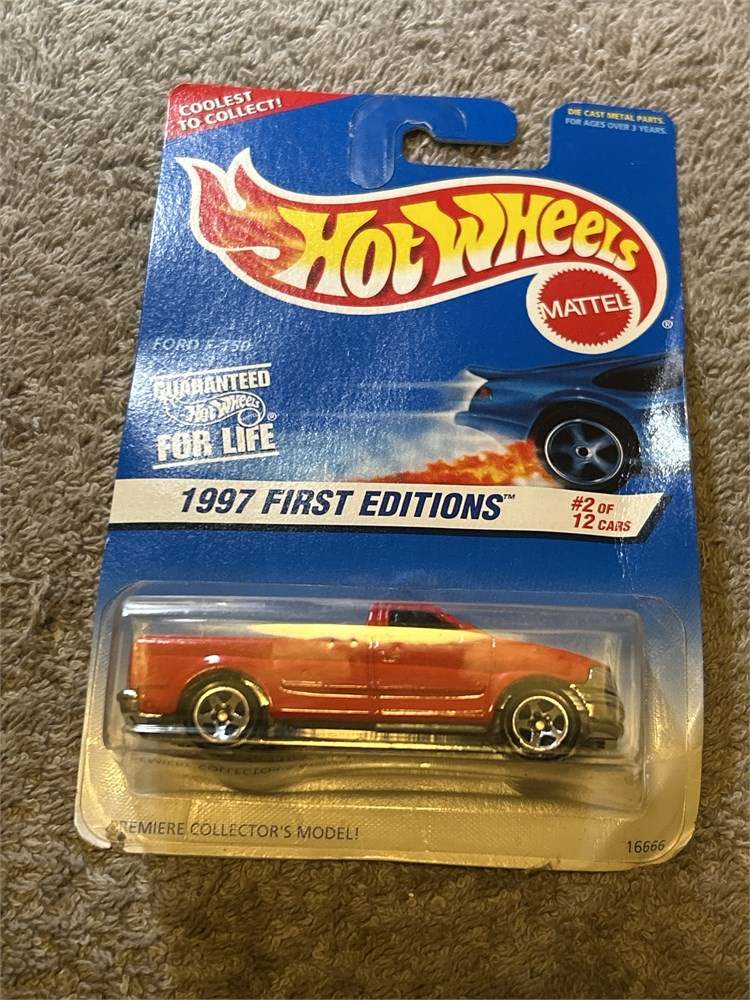 COOLEST
TO COLLECT!
DIE CAST METAL PARTS.
FOR AGES OVER 3 YEARS.
HOT WHEELS
MATTEL
®
FORD F-150
GUARANTEED
Hot Wheels ®
FOR LIFE
1997 FIRST EDITIONS™
#2 OF
12 CARS
PREMIERE COLLECTOR'S MODEL!
16666